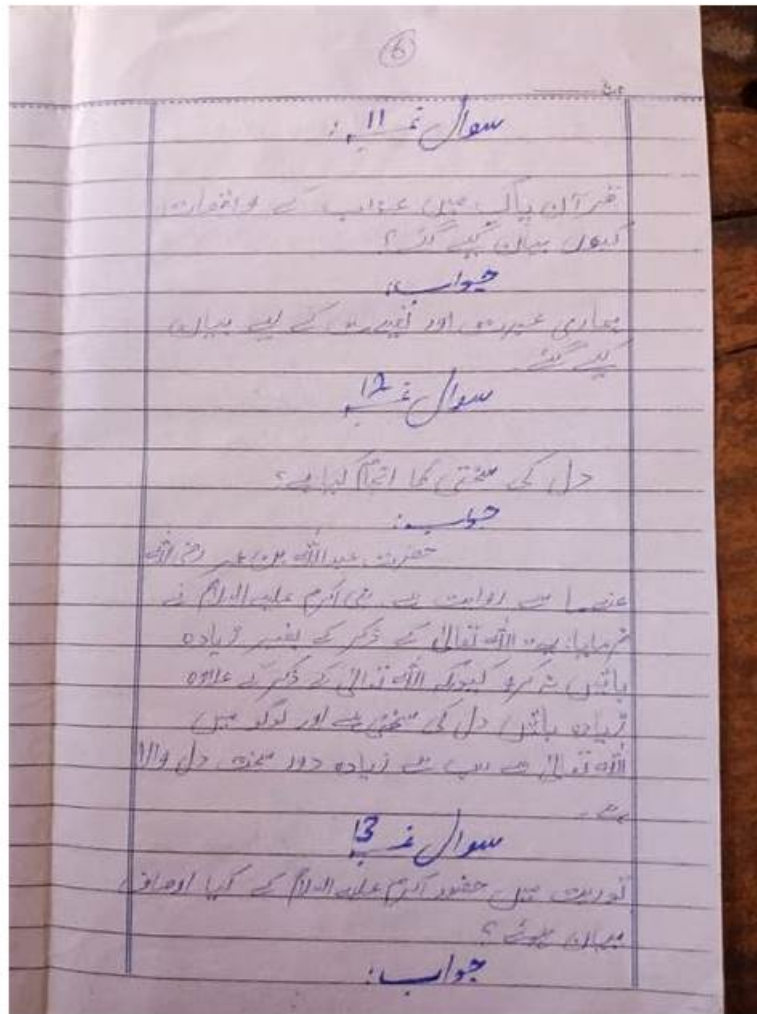 6
سوال نمبر 11:
قرآن پاک میں عذاب کے واقعات
کیوں بیان کیے گئے؟
جواب:
ہماری عبرت اور نصیحت کے لیے بیان
کیے گئے۔
سوال نمبر 12
دل کی سختی کا انجام کیا ہے؟
جواب:
حضرت عبداللہ بن عمر رضی اللہ
عنہما سے روایت ہے۔ نبی اکرم علیہ السلام نے
فرمایا: اللہ تعالیٰ کے ذکر کے بغیر زیادہ
باتیں نہ کرو کیونکہ اللہ تعالیٰ کے ذکر کے علاوہ
زیادہ باتیں دل کی سختی ہے اور لوگو میں
اللہ تعالیٰ سے سب سے زیادہ دور سخت دل والا
ہے۔
سوال نمبر 13
توریت میں حضور اکرم علیہ السلام کے کیا اوصاف
بیان ہوئے؟
جواب: